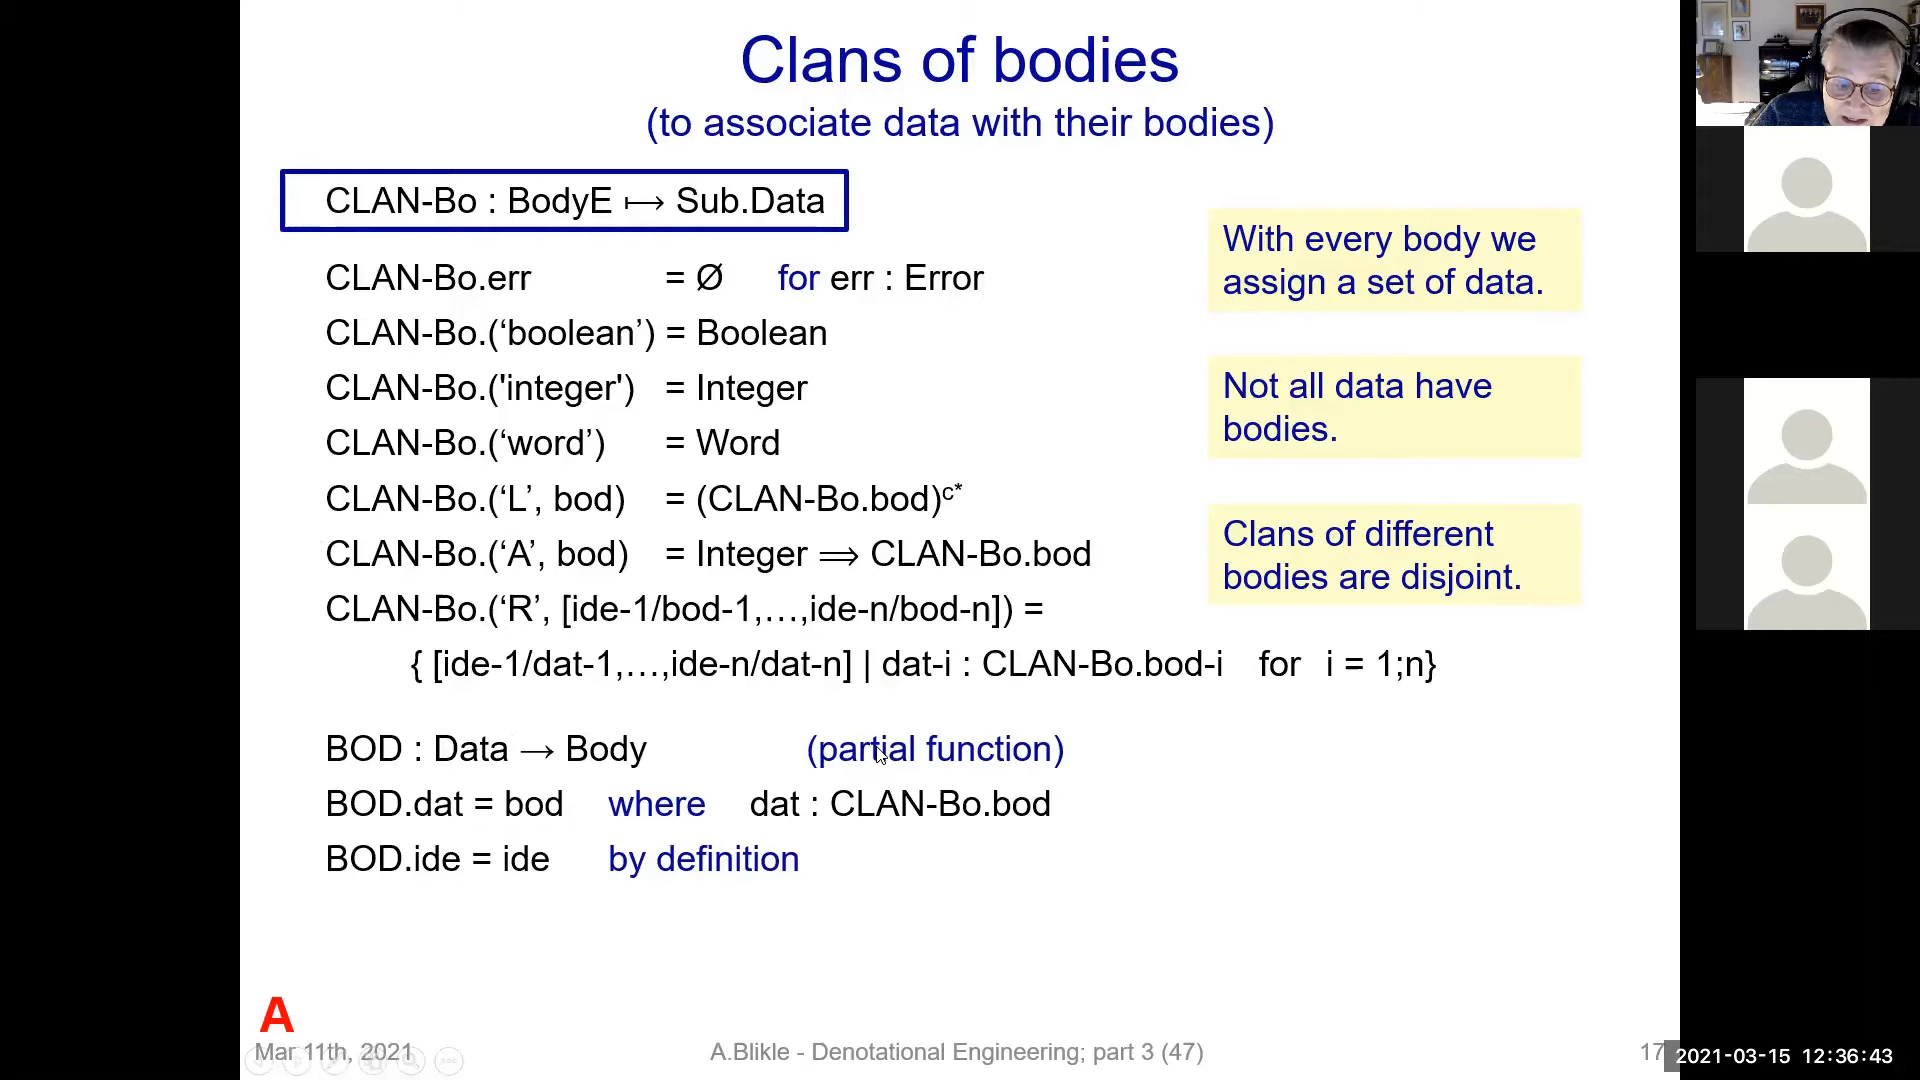 Clans of bodies
(to associate data with their bodies)
CLAN-Bo : BodyE ↦ Sub.Data
CLAN-Bo.err = Ø for err : Error
CLAN-Bo.(‘boolean’) = Boolean
CLAN-Bo.('integer') = Integer
CLAN-Bo.(‘word’) = Word
CLAN-Bo.(‘L’, bod) = (CLAN-Bo.bod)ᶜ*
CLAN-Bo.(‘A’, bod) = Integer ⟹ CLAN-Bo.bod
CLAN-Bo.(‘R’, [ide-1/bod-1,…,ide-n/bod-n]) =
{ [ide-1/dat-1,…,ide-n/dat-n] | dat-i : CLAN-Bo.bod-i for i = 1;n}
BOD : Data → Body (partial function)
BOD.dat = bod where dat : CLAN-Bo.bod
BOD.ide = ide by definition
With every body we
assign a set of data.
Not all data have
bodies.
Clans of different
bodies are disjoint.
A
Mar 11th, 2021
A.Blikle - Denotational Engineering; part 3 (47)
17
2021-03-15 12:36:43